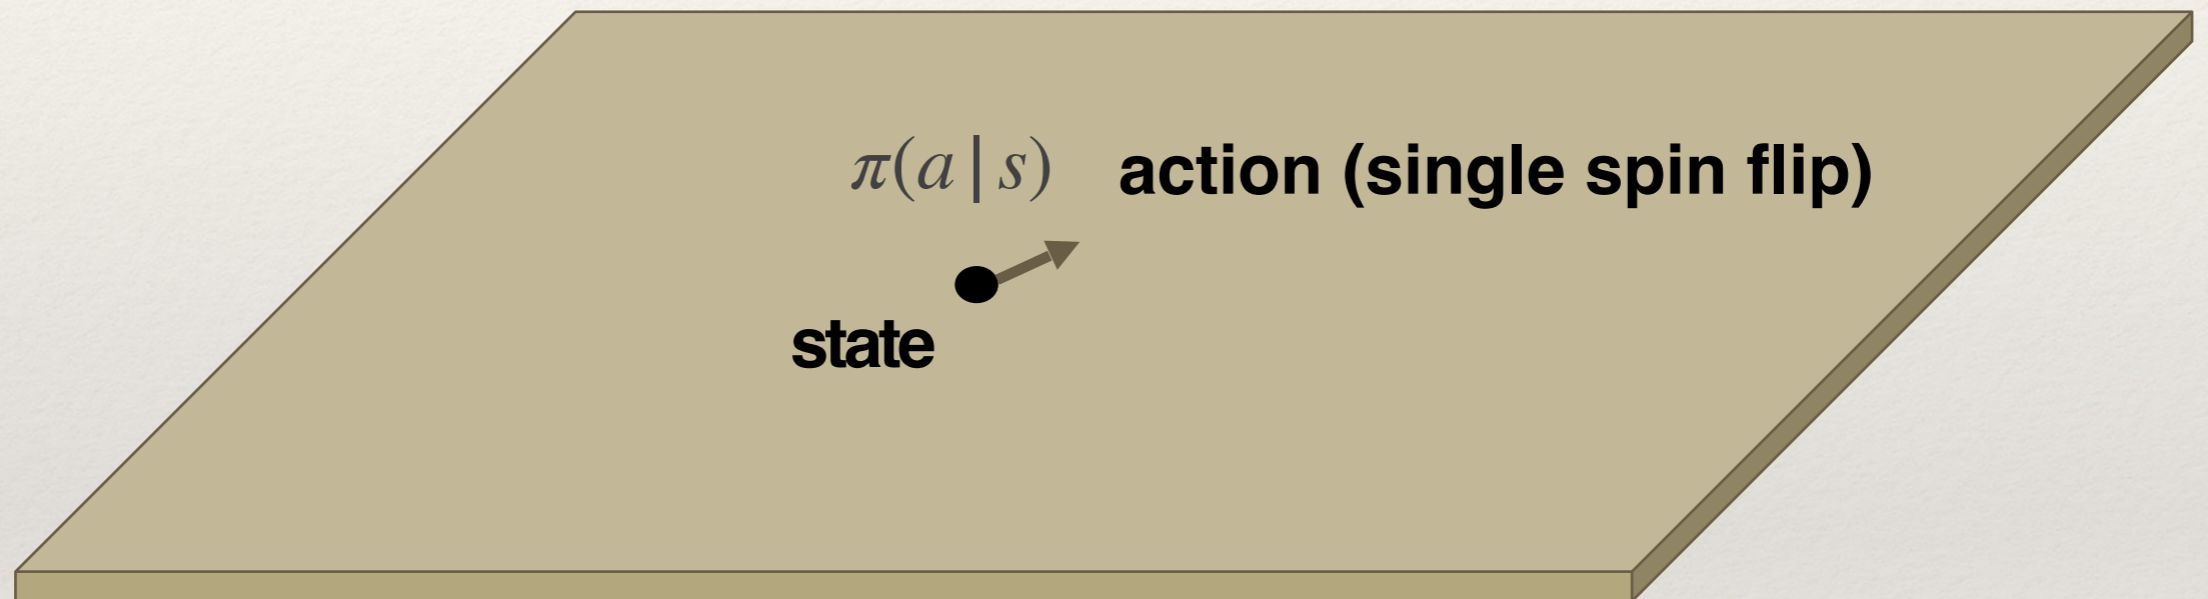 π(a | s) action (single spin flip)
state